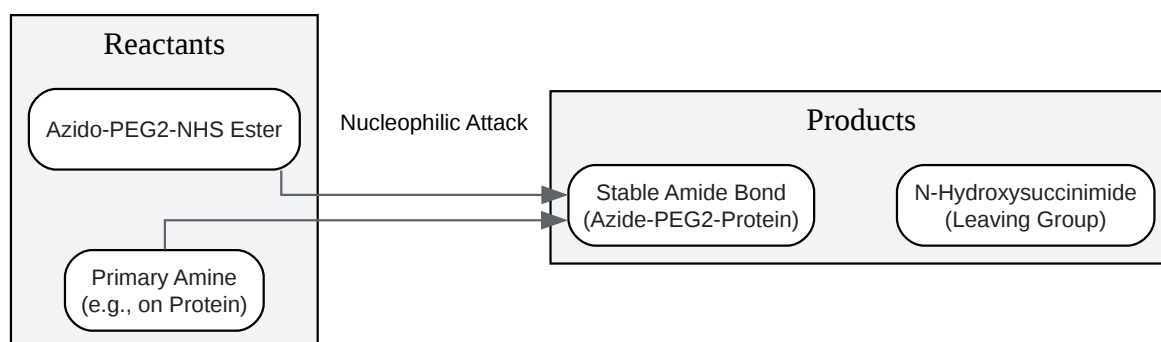 Reactants
Azido-PEG2-NHS Ester
Primary Amine
(e.g., on Protein)
Nucleophilic Attack
Products
Stable Amide Bond
(Azide-PEG2-Protein)
N-Hydroxysuccinimide
(Leaving Group)